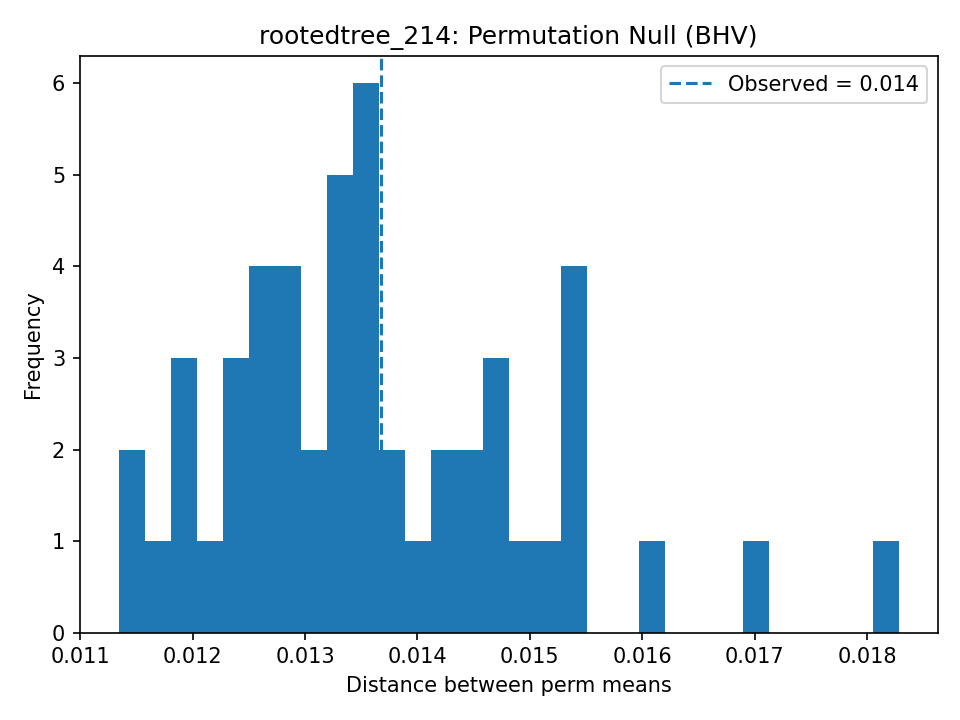 rootedtree_214: Permutation Null (BHV)
Observed = 0.014
Frequency
6
5
4
3
2
1
0
0.011 0.012 0.013 0.014 0.015 0.016 0.017 0.018
Distance between perm means